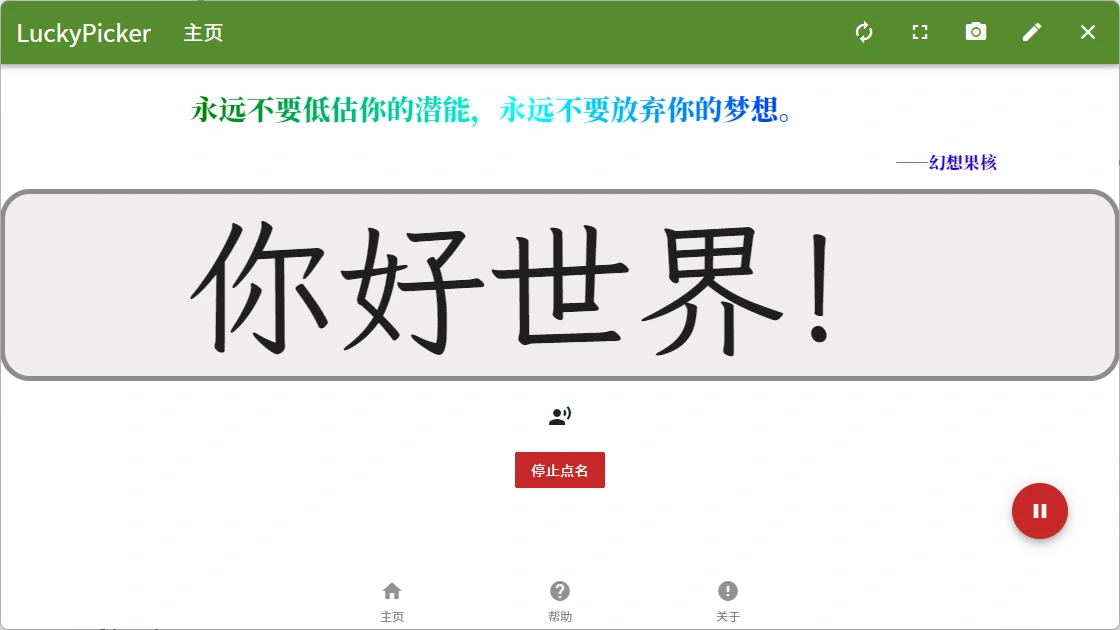 LuckyPicker 主页
永远不要低估你的潜能，永远不要放弃你的梦想。
——幻想果核
你好世界！
停止点名
主页 帮助 关于